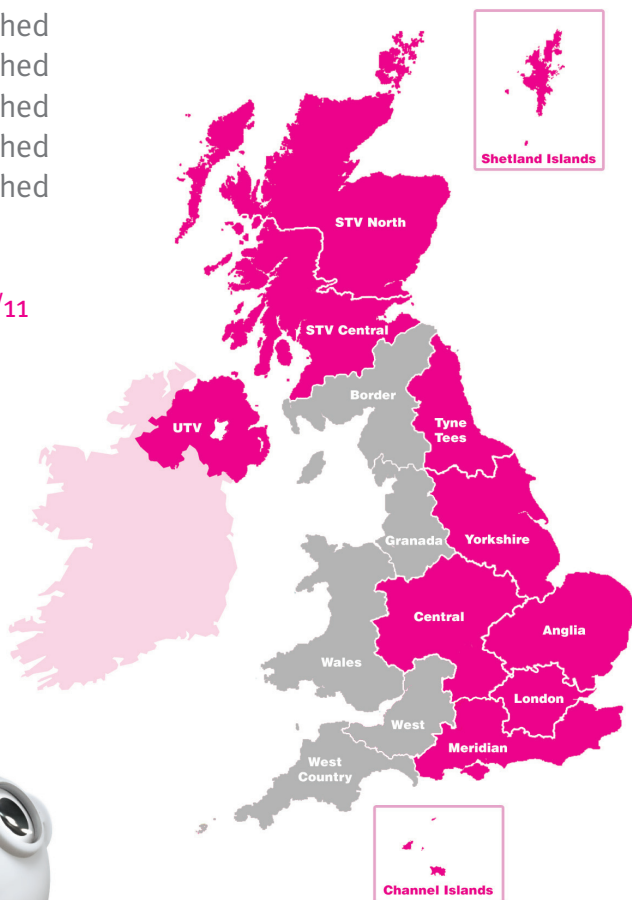 hed
hed
hed
hed
hed
/11
Shetland Islands
STV North
STV Central
Border
UTV
Tyne
Tees
Granada
Yorkshire
Central
Anglia
Wales
London
West
Meridian
West
Country
Channel Islands